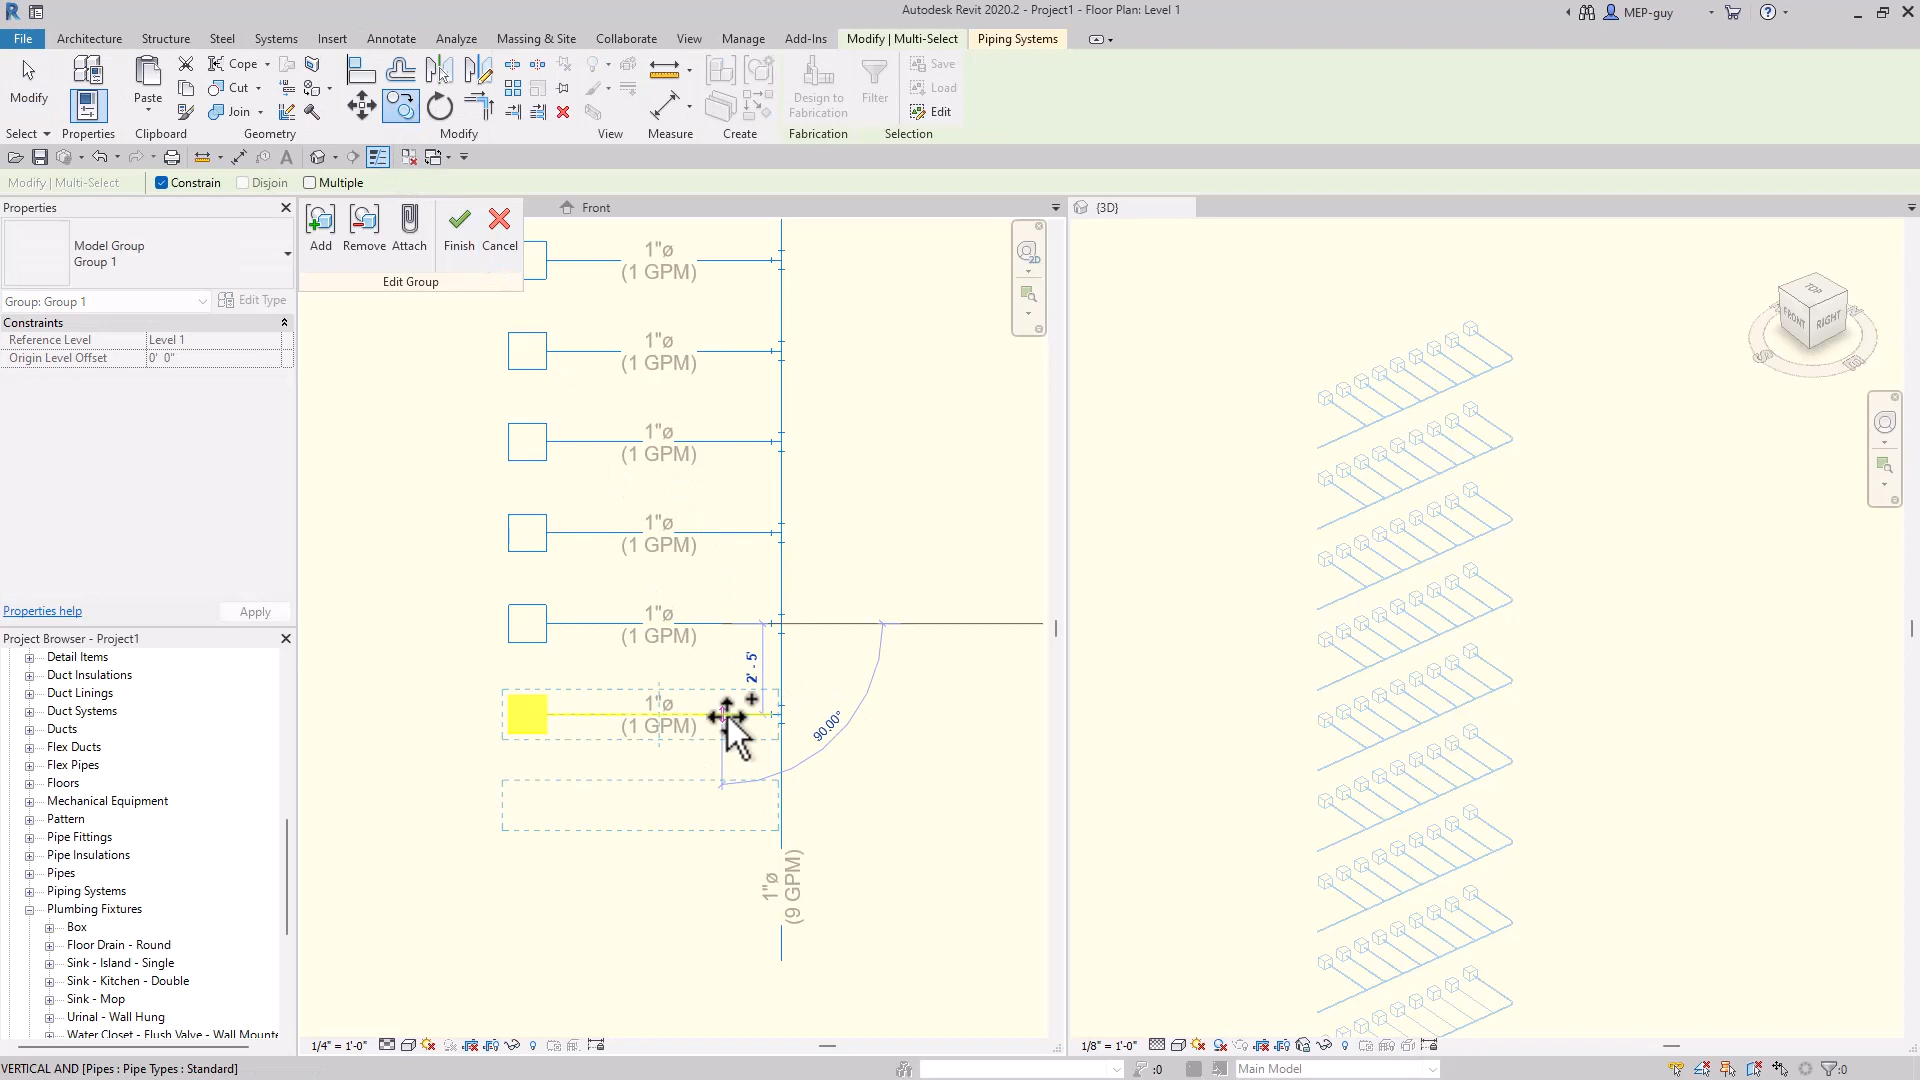 Autodesk Revit 2020.2 - Project1 - Floor Plan: Level 1
MEP-guy
File Architecture Structure Steel Systems Insert Annotate Analyze Massing & Site Collaborate View Manage Add-Ins Modify | Multi-Select Piping Systems
Modify
Paste
Cope
Cut
Join
Design to
Fabrication
Filter
Save
Load
Edit
Select Properties Clipboard Geometry Modify View Measure Create Fabrication Selection
Modify | Multi-Select Constrain Disjoin Multiple
Properties
Model Group
Group 1
Group: Group 1 Edit Type
Constraints
Reference Level Level 1
Origin Level Offset 0' 0"
Properties help Apply
Project Browser - Project1
Detail Items
Duct Insulations
Duct Linings
Duct Systems
Ducts
Flex Ducts
Flex Pipes
Floors
Mechanical Equipment
Pattern
Pipe Fittings
Pipe Insulations
Pipes
Piping Systems
Plumbing Fixtures
Box
Floor Drain - Round
Sink - Island - Single
Sink - Kitchen - Double
Sink - Mop
Urinal - Wall Hung
Water Closet - Flush Valve - Wall Mounte
Add Remove Attach Finish Cancel
Edit Group
Front
2D
1"ø
(1 GPM)
1"ø
(1 GPM)
1"ø
(1 GPM)
1"ø
(1 GPM)
1"ø
(1 GPM)
1"ø
(1 GPM)
2' - 5'
90.00°
1"ø
(9 GPM)
{3D}
TOP
FRONT
RIGHT
1/4" = 1'-0"
1/8" = 1'-0"
VERTICAL AND [Pipes : Pipe Types : Standard]
:0
Main Model
:0